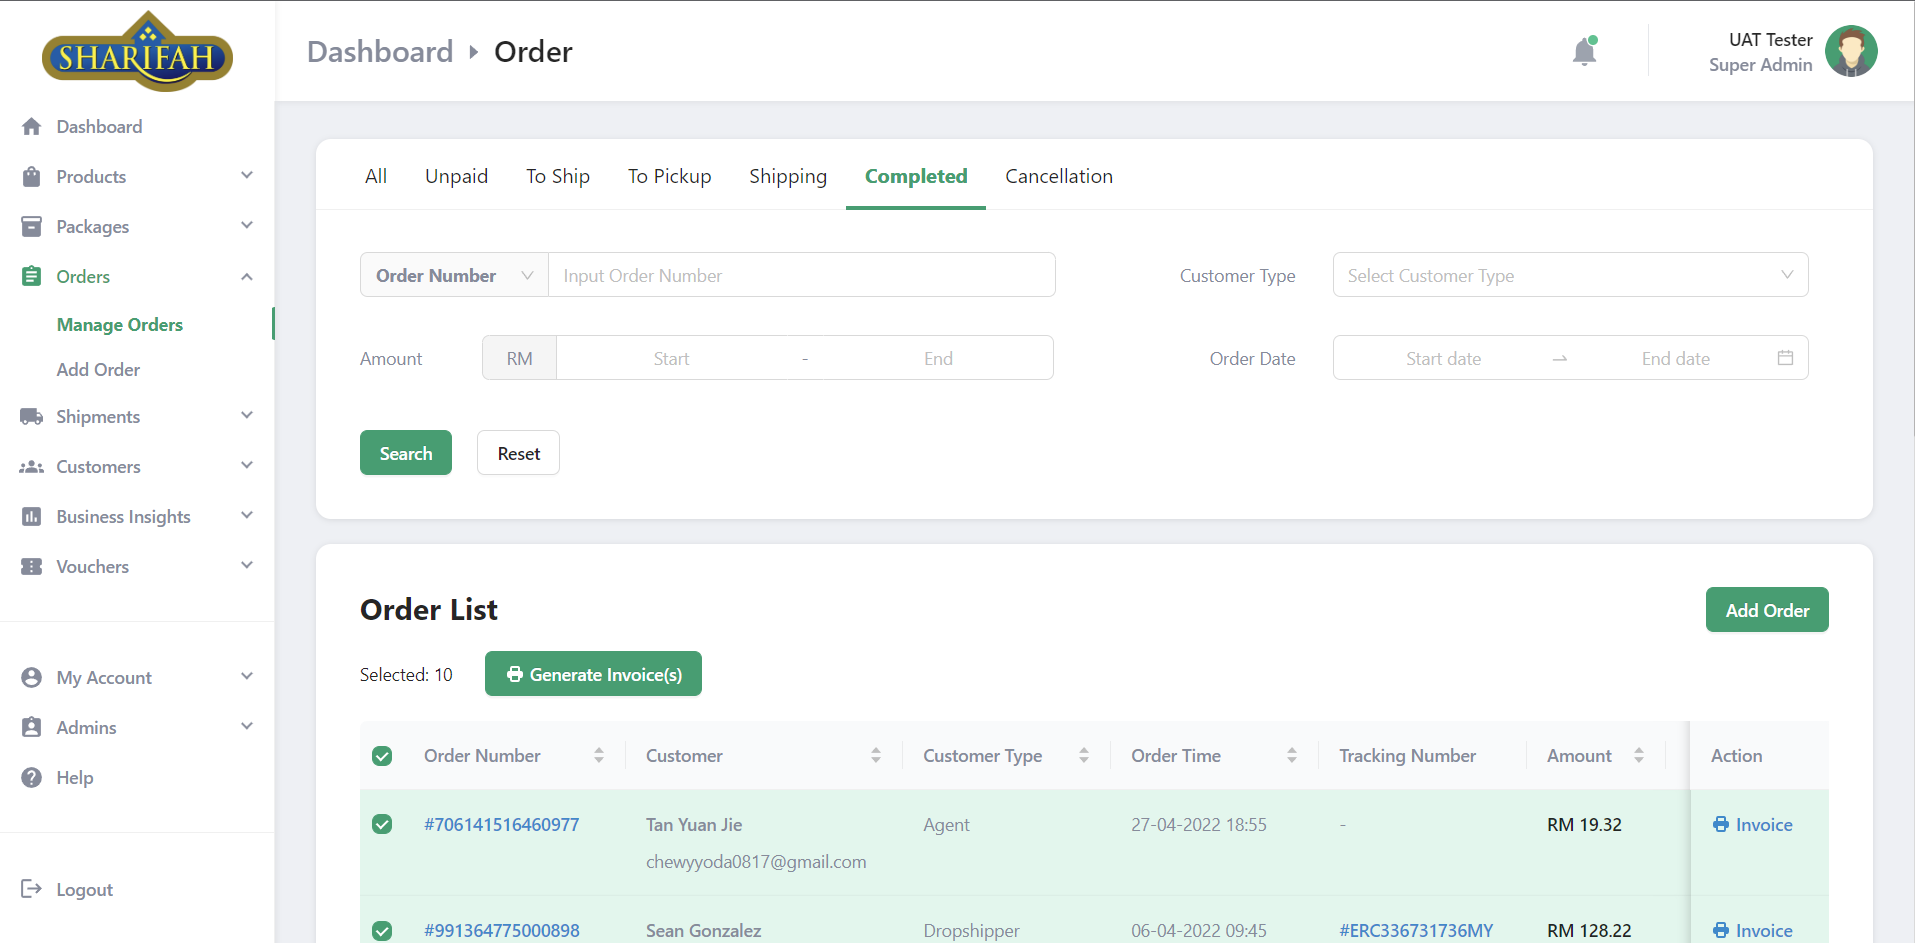 SHARIFAH
Dashboard
Products
Packages
Orders
Manage Orders
Add Order
Shipments
Customers
Business Insights
Vouchers
My Account
Admins
Help
Logout
Dashboard Order
UAT Tester
Super Admin
All Unpaid To Ship To Pickup Shipping Completed Cancellation
Order Number Input Order Number Customer Type Select Customer Type
Amount RM Start - End Order Date Start date End date
Search Reset
Order List Add Order
Selected: 10 Generate Invoice(s)
Order Number Customer Customer Type Order Time Tracking Number Amount Action
#706141516460977 Tan Yuan Jie Agent 27-04-2022 18:55 - RM 19.32 Invoice
chewyyoda0817@gmail.com
#991364775000898 Sean Gonzalez Dropshipper 06-04-2022 09:45 #ERC336731736MY RM 128.22 Invoice